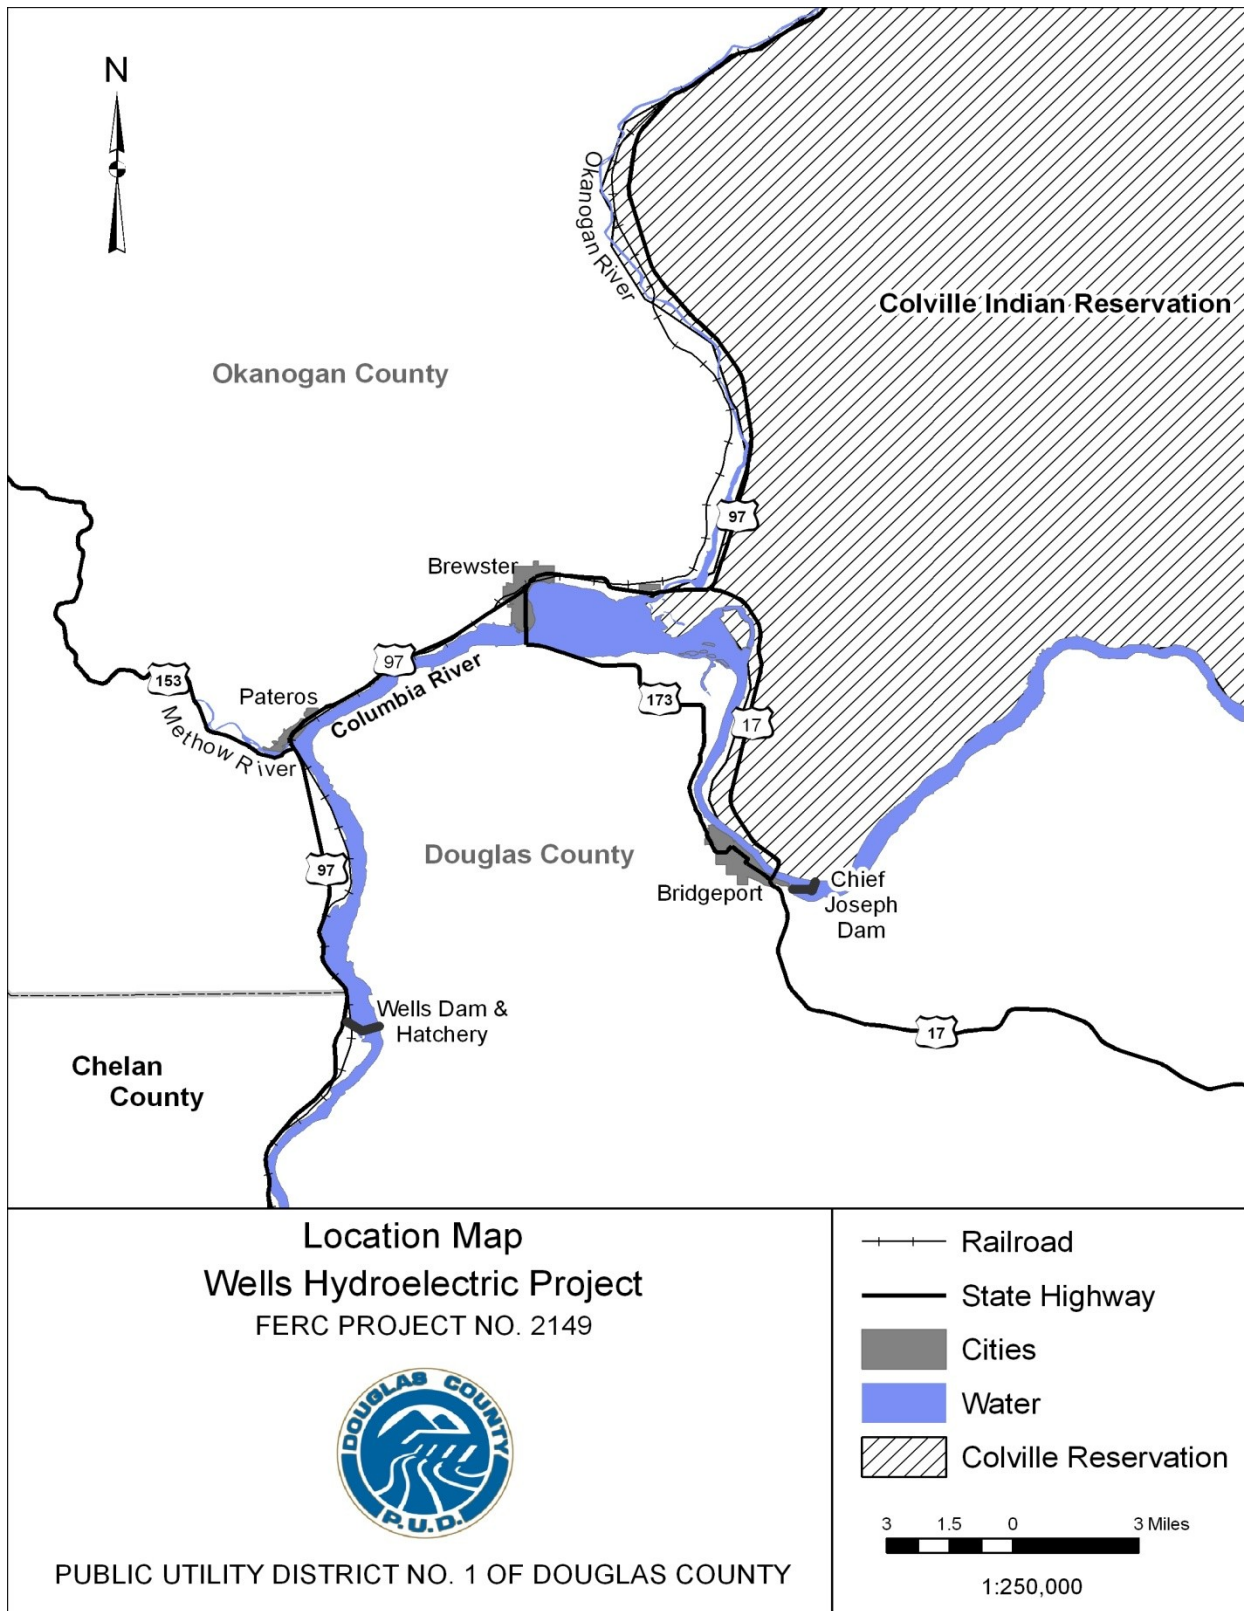 N
Okanogan River
Colville Indian Reservation
Okanogan County
97
Brewster
97
153
Pateros
Columbia River
173
17
Methow River
Douglas County
97
Bridgeport
Chief
Joseph
Dam
Wells Dam &
Hatchery
17
Chelan
County
Location Map
Wells Hydroelectric Project
FERC PROJECT NO. 2149
DOUGLAS COUNTY
P.U.D.
PUBLIC UTILITY DISTRICT NO. 1 OF DOUGLAS COUNTY
Railroad
State Highway
Cities
Water
Colville Reservation
3 1.5 0 3 Miles
1:250,000